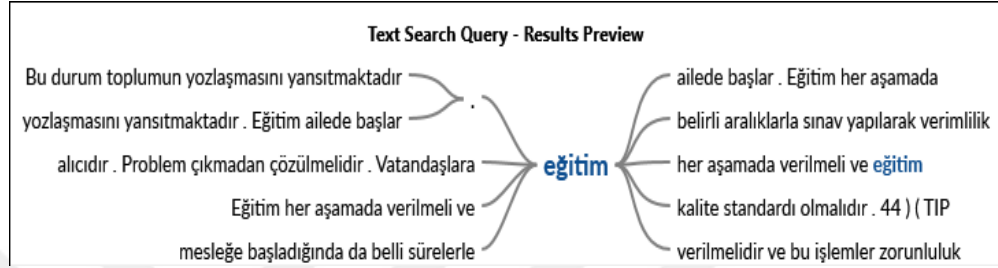 Text Search Query - Results Preview
Bu durum toplumun yozlaşmasını yansıtmaktadır
yozlaşmasını yansıtmaktadır . Eğitim ailede başlar
.
alıcıdır . Problem çıkmadan çözülmelidir . Vatandaşlara
Eğitim her aşamada verilmeli ve
mesleğe başladığında da belli sürelerle
eğitim
ailede başlar . Eğitim her aşamada
belirli aralıklarla sınav yapılarak verimlilik
her aşamada verilmeli ve eğitim
kalite standardı olmalıdır . 44 ) ( TIP
verilmelidir ve bu işlemler zorunluluk